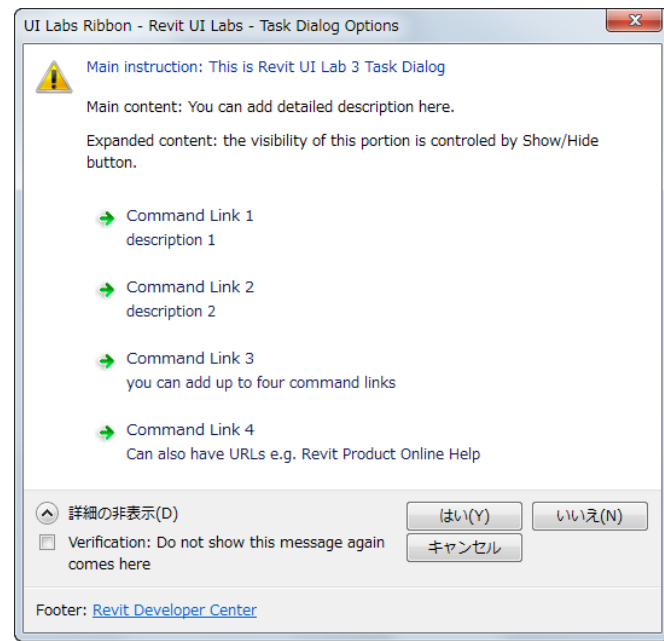 UI Labs Ribbon - Revit UI Labs - Task Dialog Options
Main instruction: This is Revit UI Lab 3 Task Dialog
Main content: You can add detailed description here.
Expanded content: the visibility of this portion is controled by Show/Hide
button.
Command Link 1
description 1
Command Link 2
description 2
Command Link 3
you can add up to four command links
Command Link 4
Can also have URLs e.g. Revit Product Online Help
詳細の非表示(D)
はい(Y)
いいえ(N)
Verification: Do not show this message again
comes here
キャンセル
Footer: Revit Developer Center